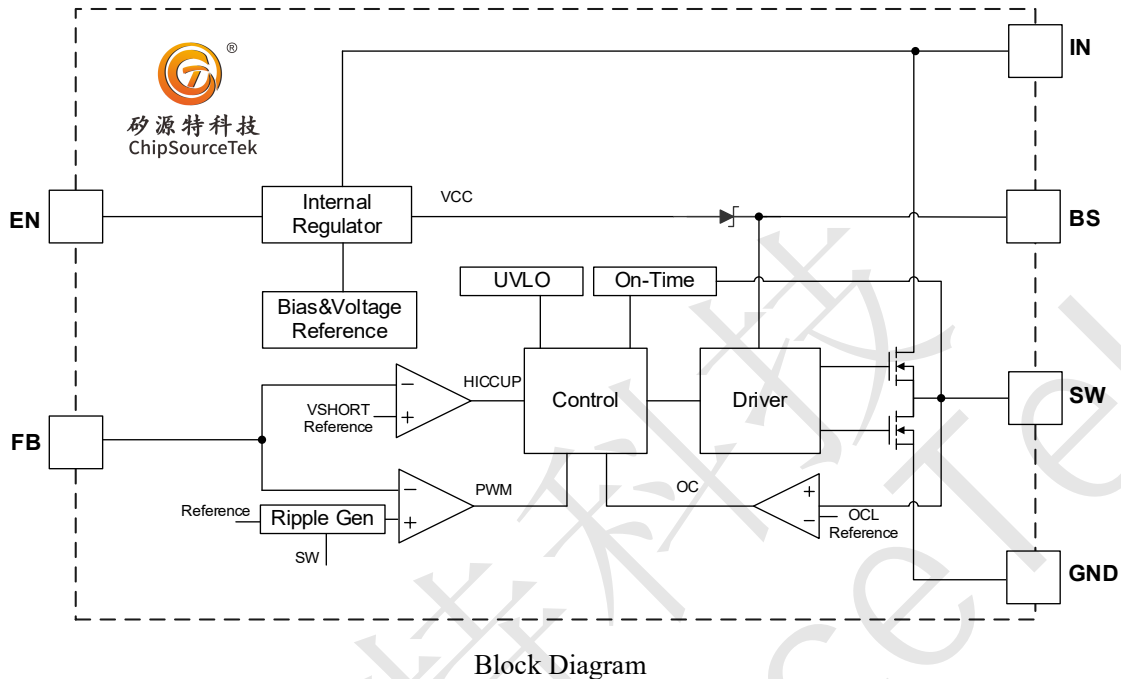 IN
®
矽源特科技
ChipSourceTek
EN
Internal
Regulator
VCC
BS
UVLO
On-Time
Bias&Voltage
Reference
HICCUP
VSHORT
Reference
Control
Driver
SW
FB
PWM
OC
OCL
Reference
Reference
Ripple Gen
SW
GND
Block Diagram